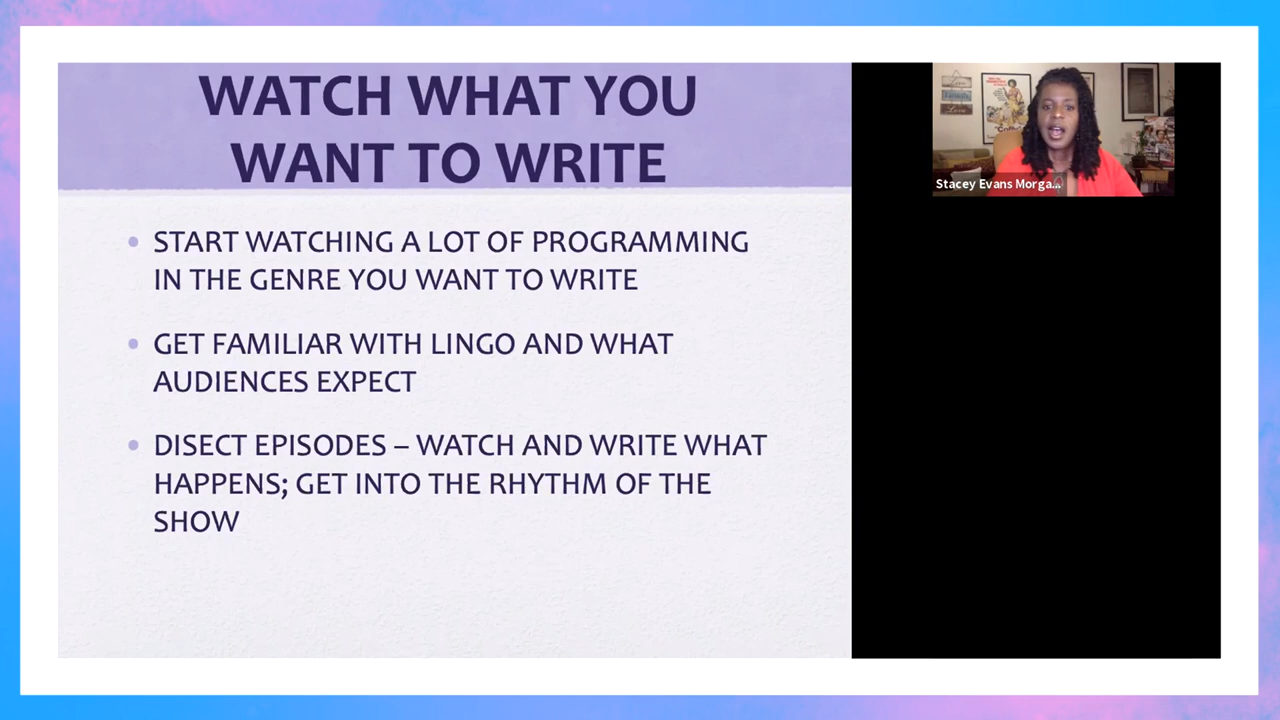 WATCH WHAT YOU
WANT TO WRITE
• START WATCHING A LOT OF PROGRAMMING
IN THE GENRE YOU WANT TO WRITE
• GET FAMILIAR WITH LINGO AND WHAT
AUDIENCES EXPECT
• DISECT EPISODES – WATCH AND WRITE WHAT
HAPPENS; GET INTO THE RHYTHM OF THE
SHOW
Stacey Evans Morga...